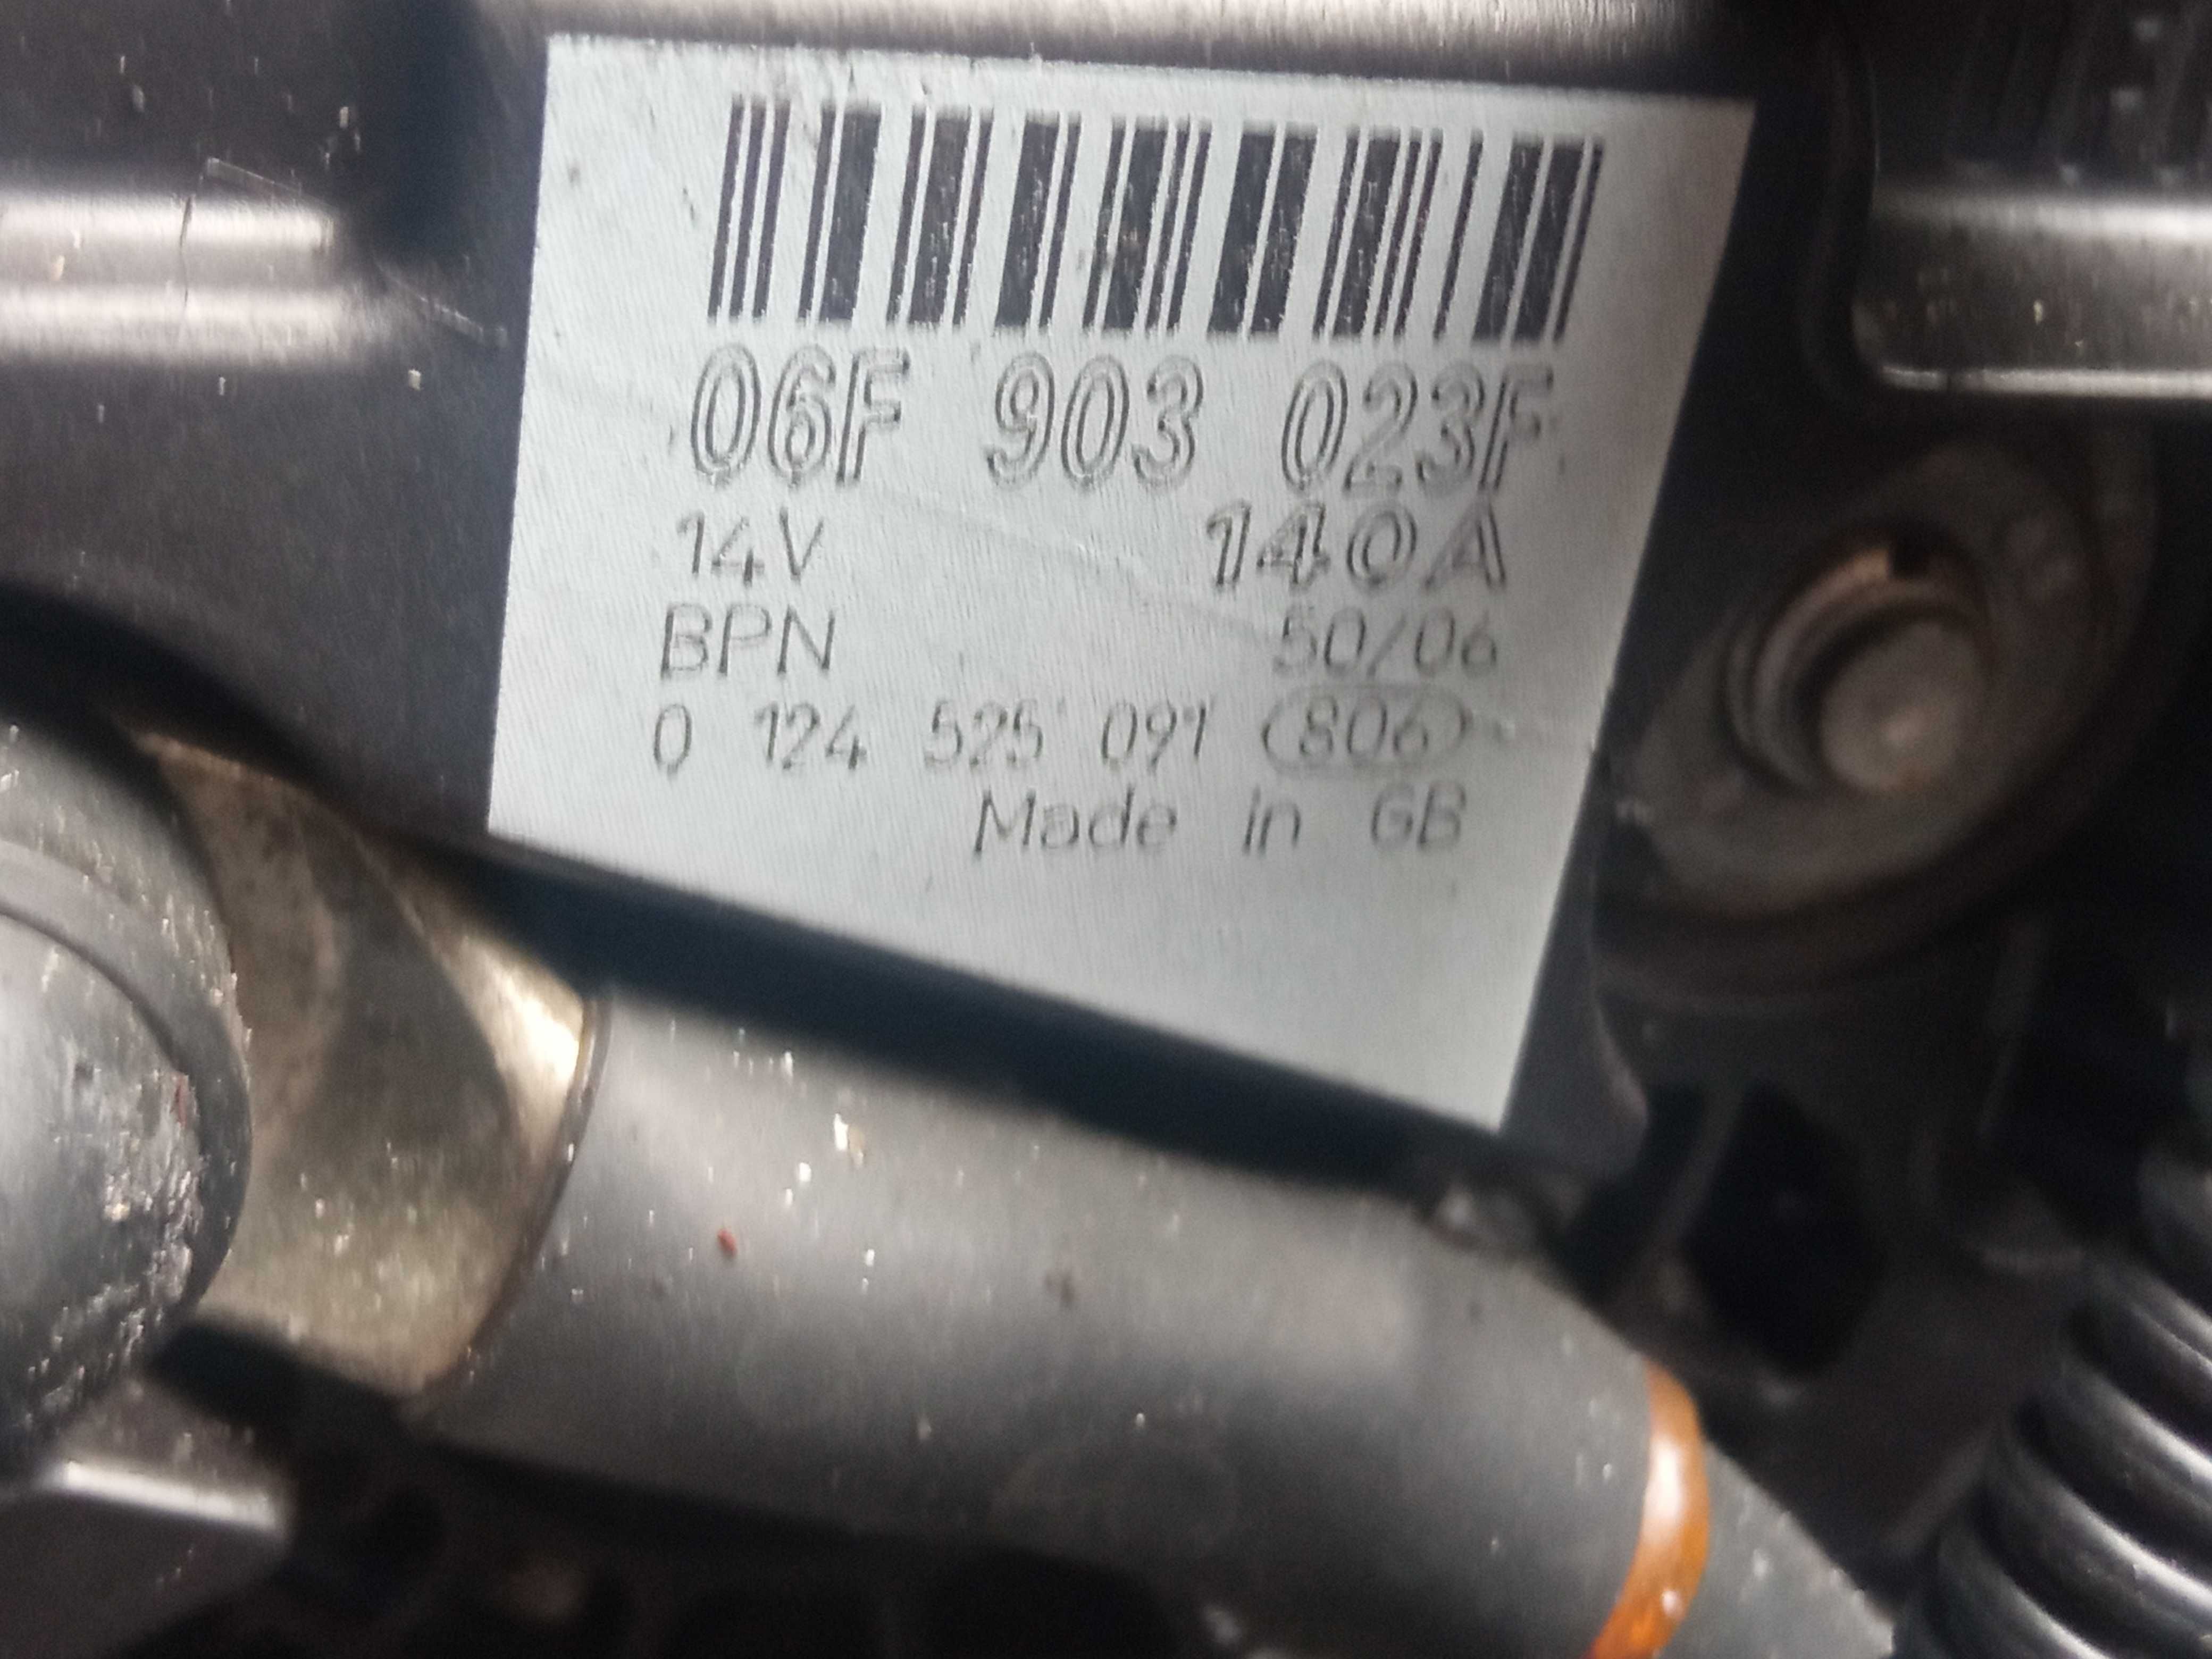 06F 903 023F
14V 140A
BPN 50/06
0 124 525 091 806
Made in GB